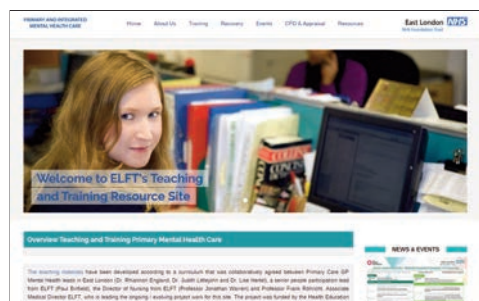 PRIMARY AND INTEGRATED
MENTAL HEALTH CARE
Home About Us Training Recovery Events CPD & Appraisal Resources
East London NHS
NHS Foundation Trust
COLLINS
CONCISE
Welcome to ELFT's Teaching
and Training Resource Site
Overview Teaching and Training Primary Mental Health Care
NEWS & EVENTS
The teaching materials have been developed according to a curriculum that was collaboratively agreed between Primary Care GP
Mental Health leads in East London (Dr. Rhiannon England, Dr. Judith Littlejohn and Dr. Lise Hertel), a senior people participation lead
from ELFT (Paul Binfield), the Director of Nursing from ELFT (Professor Jonathan Warren) and Professor Frank Röhricht, Associate
Medical Director ELFT, who is leading the ongoing / evolving project work for this site. The project was funded by the Health Education